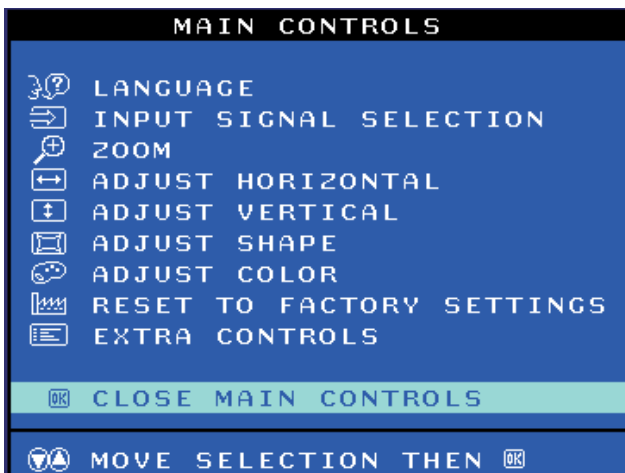 MAIN CONTROLS
LANGUAGE
INPUT SIGNAL SELECTION
ZOOM
ADJUST HORIZONTAL
ADJUST VERTICAL
ADJUST SHAPE
ADJUST COLOR
RESET TO FACTORY SETTINGS
EXTRA CONTROLS
OK CLOSE MAIN CONTROLS
MOVE SELECTION THEN OK